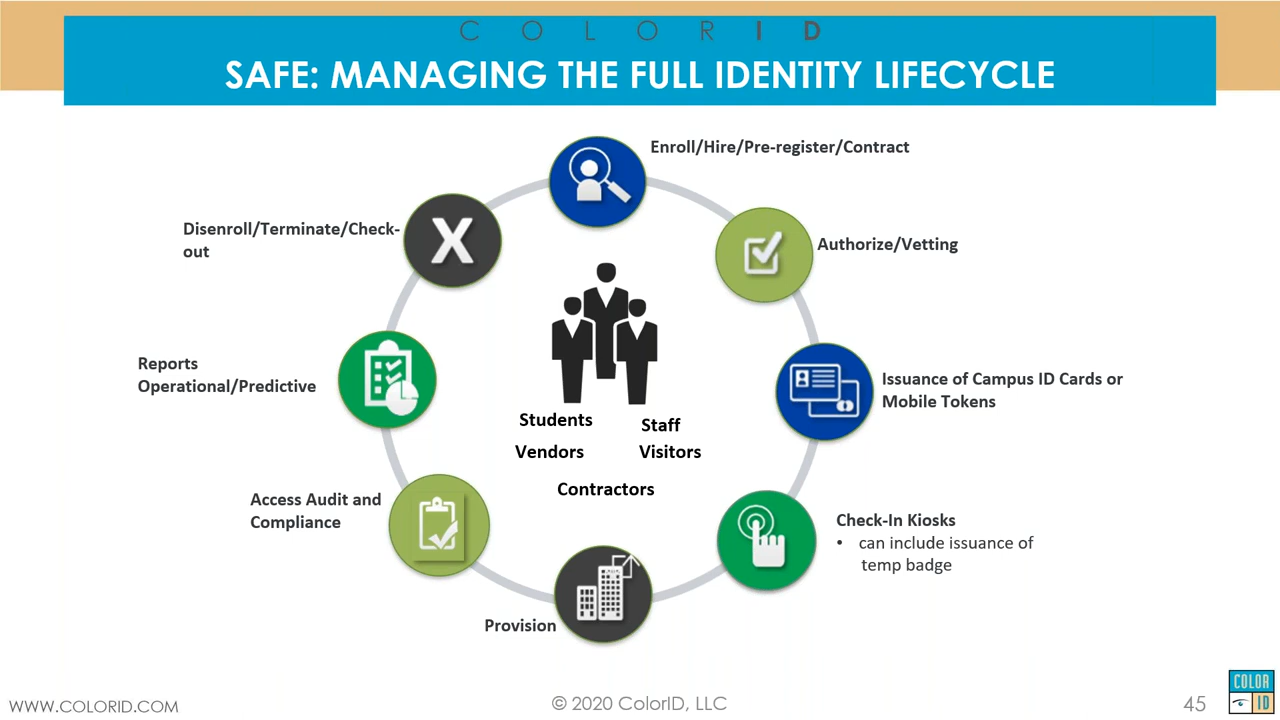 C O L O R I D
SAFE: MANAGING THE FULL IDENTITY LIFECYCLE
Enroll/Hire/Pre-register/Contract
Authorize/Vetting
Issuance of Campus ID Cards or
Mobile Tokens
Check-In Kiosks
• can include issuance of
temp badge
Provision
Access Audit and
Compliance
Reports
Operational/Predictive
Disenroll/Terminate/Check-
out
X
Students
Staff
Vendors
Visitors
Contractors
WWW.COLORID.COM
© 2020 ColorID, LLC
45
COLOR
ID